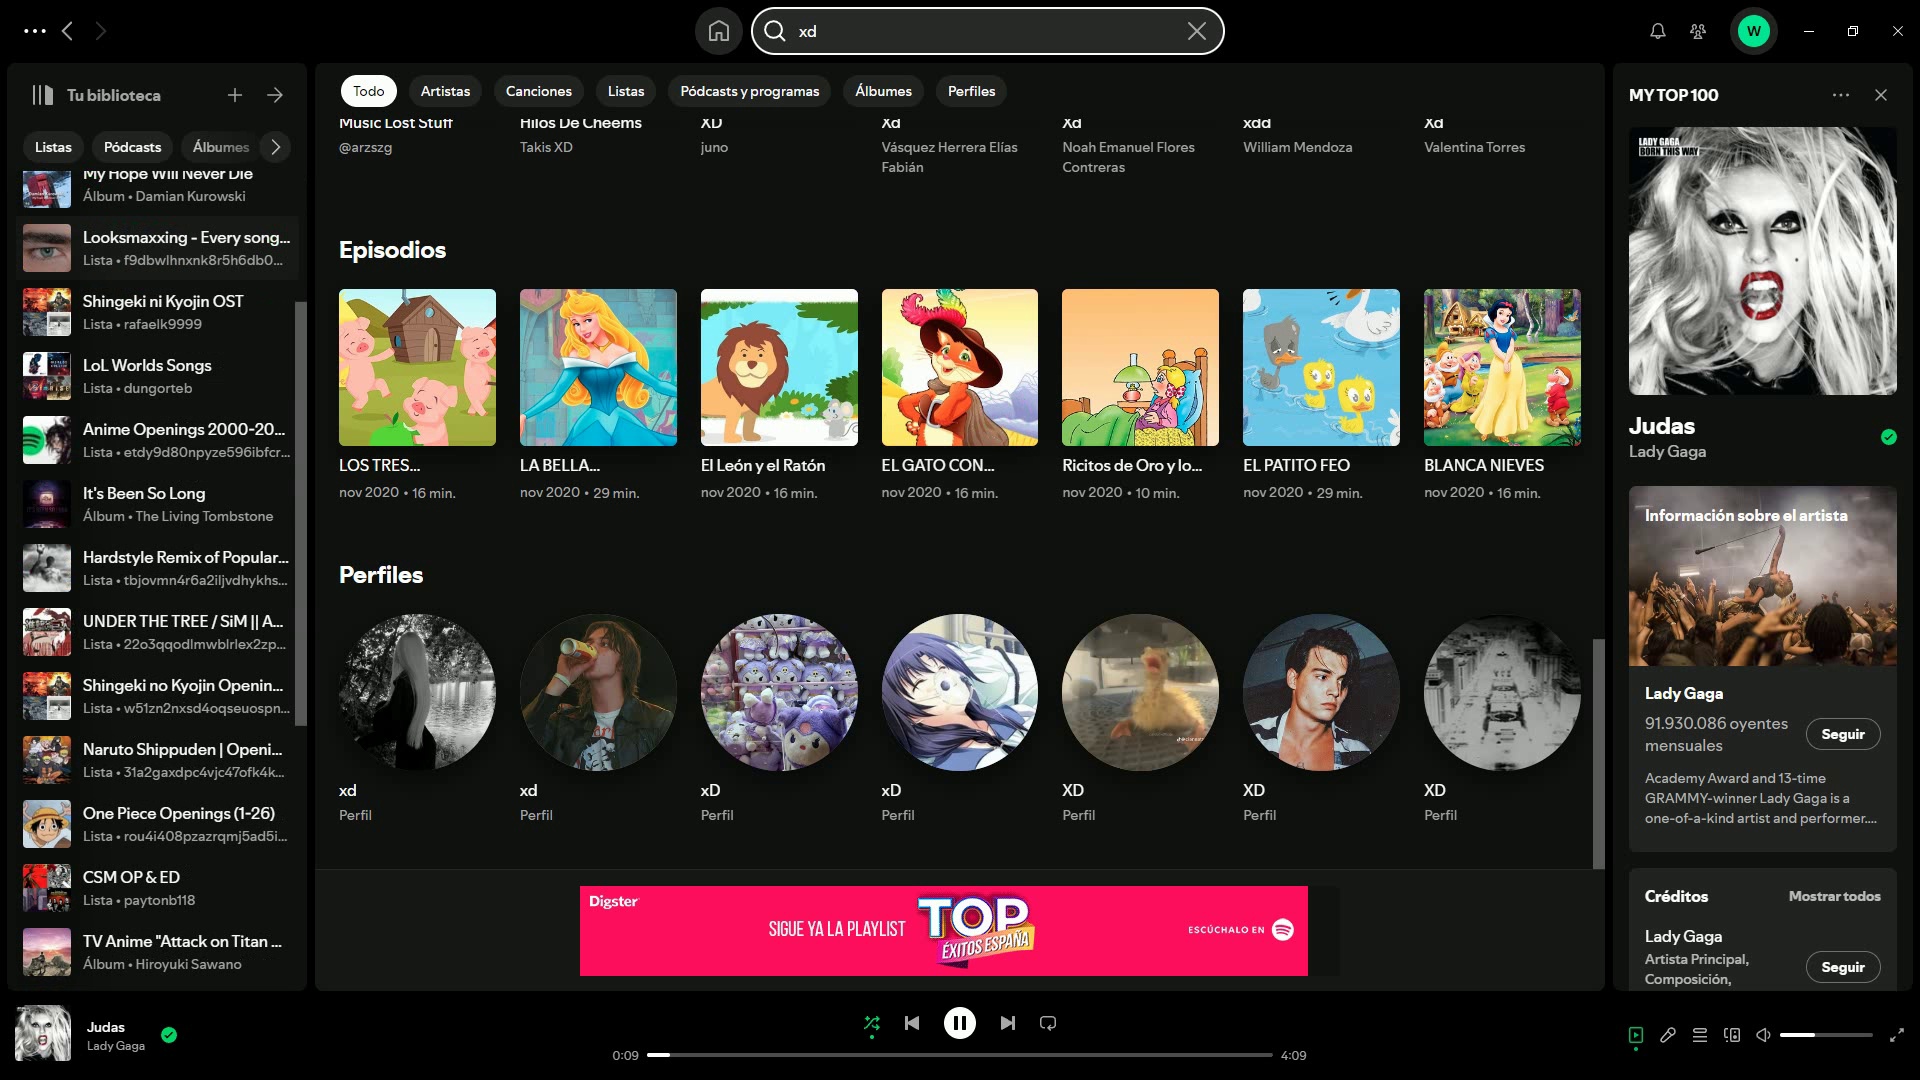 xd
W
Tu biblioteca
Listas
Pódcasts
Álbumes
My Hope Will Never Die
Álbum • Damian Kurowski
Looksmaxxing - Every song...
Lista • f9dbwlhnxnk8r5h6db0...
Shingeki ni Kyojin OST
Lista • rafaelk9999
LoL Worlds Songs
Lista • dungorteb
Anime Openings 2000-20...
Lista • etdy9d80npyze596ibfcr...
It's Been So Long
Álbum • The Living Tombstone
Hardstyle Remix of Popular...
Lista • tbjovmn4r6a2iljvdhykhs...
UNDER THE TREE / SiM || A...
Lista • 22o3qqodlmwblrlex2zp...
Shingeki no Kyojin Openin...
Lista • w51zn2nxsd4oqseuospn...
Naruto Shippuden | Openi...
Lista • 31a2gaxdpc4vjc47ofk4k...
One Piece Openings (1-26)
Lista • rou4i408pzazrqmj5ad5i...
CSM OP & ED
Lista • paytonb118
TV Anime "Attack on Titan ...
Álbum • Hiroyuki Sawano
Todo
Artistas
Canciones
Listas
Pódcasts y programas
Álbumes
Perfiles
Music Lost Stuff
@arzszg
Hilos De Cheems
Takis XD
XD
juno
Xd
Vásquez Herrera Elías
Fabián
Xd
Noah Emanuel Flores
Contreras
xdd
William Mendoza
Xd
Valentina Torres
Episodios
LOS TRES...
nov 2020 • 16 min.
LA BELLA...
nov 2020 • 29 min.
El León y el Ratón
nov 2020 • 16 min.
EL GATO CON...
nov 2020 • 16 min.
Ricitos de Oro y lo...
nov 2020 • 10 min.
EL PATITO FEO
nov 2020 • 29 min.
BLANCA NIEVES
nov 2020 • 16 min.
Perfiles
xd
Perfil
xd
Perfil
xD
Perfil
xD
Perfil
XD
Perfil
XD
Perfil
XD
Perfil
Digster
SIGUE YA LA PLAYLIST
TOP
ÉXITOS ESPAÑA
ESCÚCHALO EN
MY TOP 100
LADY GAGA
BORN THIS WAY
Judas
Lady Gaga
Información sobre el artista
Lady Gaga
91.930.086 oyentes
mensuales
Seguir
Academy Award and 13-time
GRAMMY-winner Lady Gaga is a
one-of-a-kind artist and performer....
Créditos
Mostrar todos
Lady Gaga
Artista Principal,
Composición,
Seguir
Judas
Lady Gaga
0:09
4:09